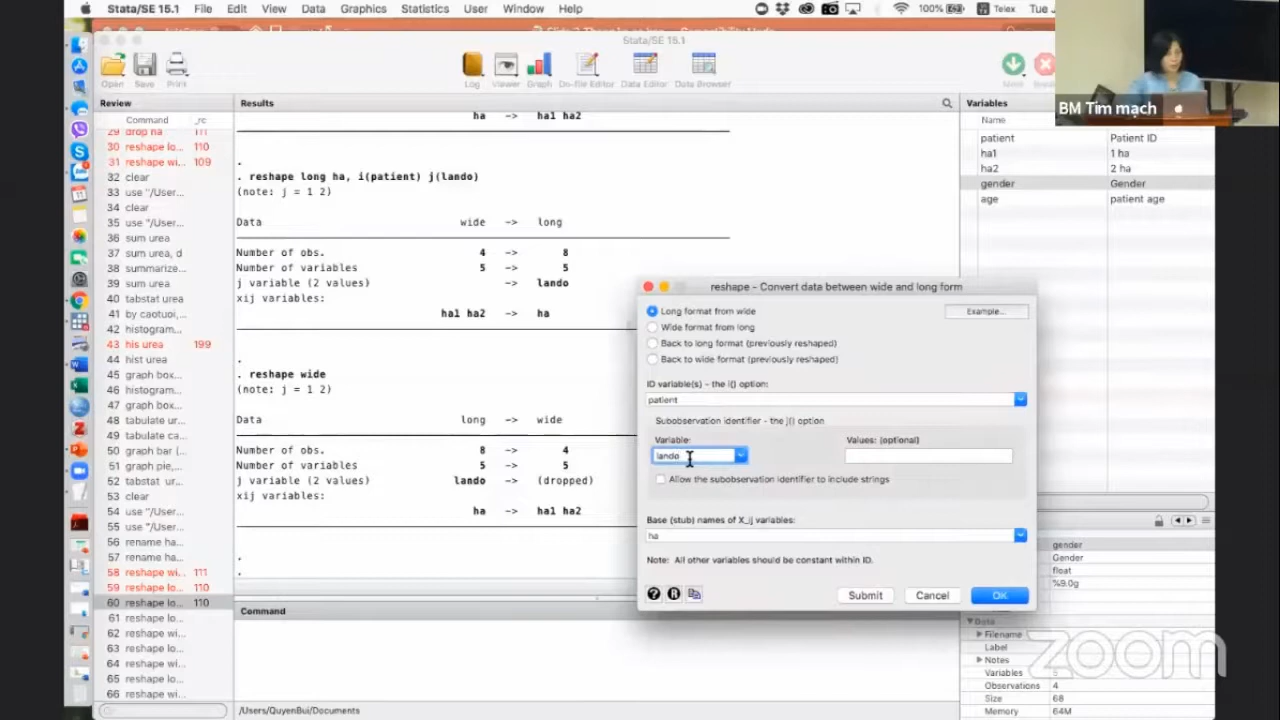 Stata/SE 15.1 File Edit View Data Graphics Statistics User Window Help 100% Telex Tue
Stata/SE 15.1
Open Save Print Log Viewer Graph Do-file Editor Data Editor Data Browser
BM Tim mạch
Review
Command _rc
29 drop ha 111
30 reshape lo... 110
31 reshape wi... 109
32 clear
33 use "/User...
34 clear
35 use "/User...
36 sum urea
37 sum urea, d
38 summarize...
39 sum urea
40 tabstat urea
41 by caotuoi,...
42 histogram...
43 his urea 199
44 hist urea
45 graph box...
46 histogram...
47 graph box...
48 tabulate ur...
49 tabulate ca...
50 graph bar (...
51 graph pie,...
52 tabstat ur...
53 clear
54 use "/User...
55 use "/User...
56 rename ha...
57 rename ha...
58 reshape wi... 111
59 reshape lo... 110
60 reshape lo... 110
61 reshape lo...
62 reshape wi...
63 reshape lo...
64 reshape wi...
65 reshape lo...
66 reshape wi...
Results
ha -> ha1 ha2
.
. reshape long ha, i(patient) j(lando)
(note: j = 1 2)
Data wide -> long
Number of obs. 4 -> 8
Number of variables 5 -> 5
j variable (2 values) -> lando
xij variables:
ha1 ha2 -> ha
.
. reshape wide
(note: j = 1 2)
Data long -> wide
Number of obs. 8 -> 4
Number of variables 5 -> 5
j variable (2 values) lando -> (dropped)
xij variables:
ha -> ha1 ha2
.
.
Command
/Users/QuyenBui/Documents
Variables
Name
patient Patient ID
ha1 1 ha
ha2 2 ha
gender Gender
age patient age
reshape - Convert data between wide and long form
Long format from wide
Example...
Wide format from long
Back to long format (previously reshaped)
Back to wide format (previously reshaped)
ID variable(s) - the i() option:
patient
Subobservation identifier - the j() option
Variable: Values: (optional)
lando
Allow the subobservation identifier to include strings
Base (stub) names of X_ij variables:
ha
Note: All other variables should be constant within ID.
? R Submit Cancel OK
gender
Gender
float
%9.0g
Data
Filename
Label
Notes
Variables 5
Observations 4
Size 68
Memory 64M
zoom